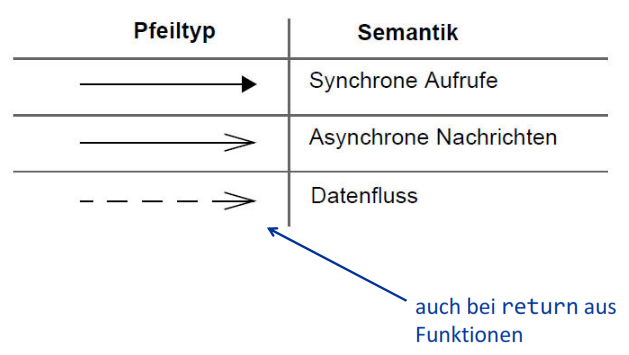 Pfeiltyp Semantik
Synchrone Aufrufe
Asynchrone Nachrichten
Datenfluss
auch bei return aus
Funktionen